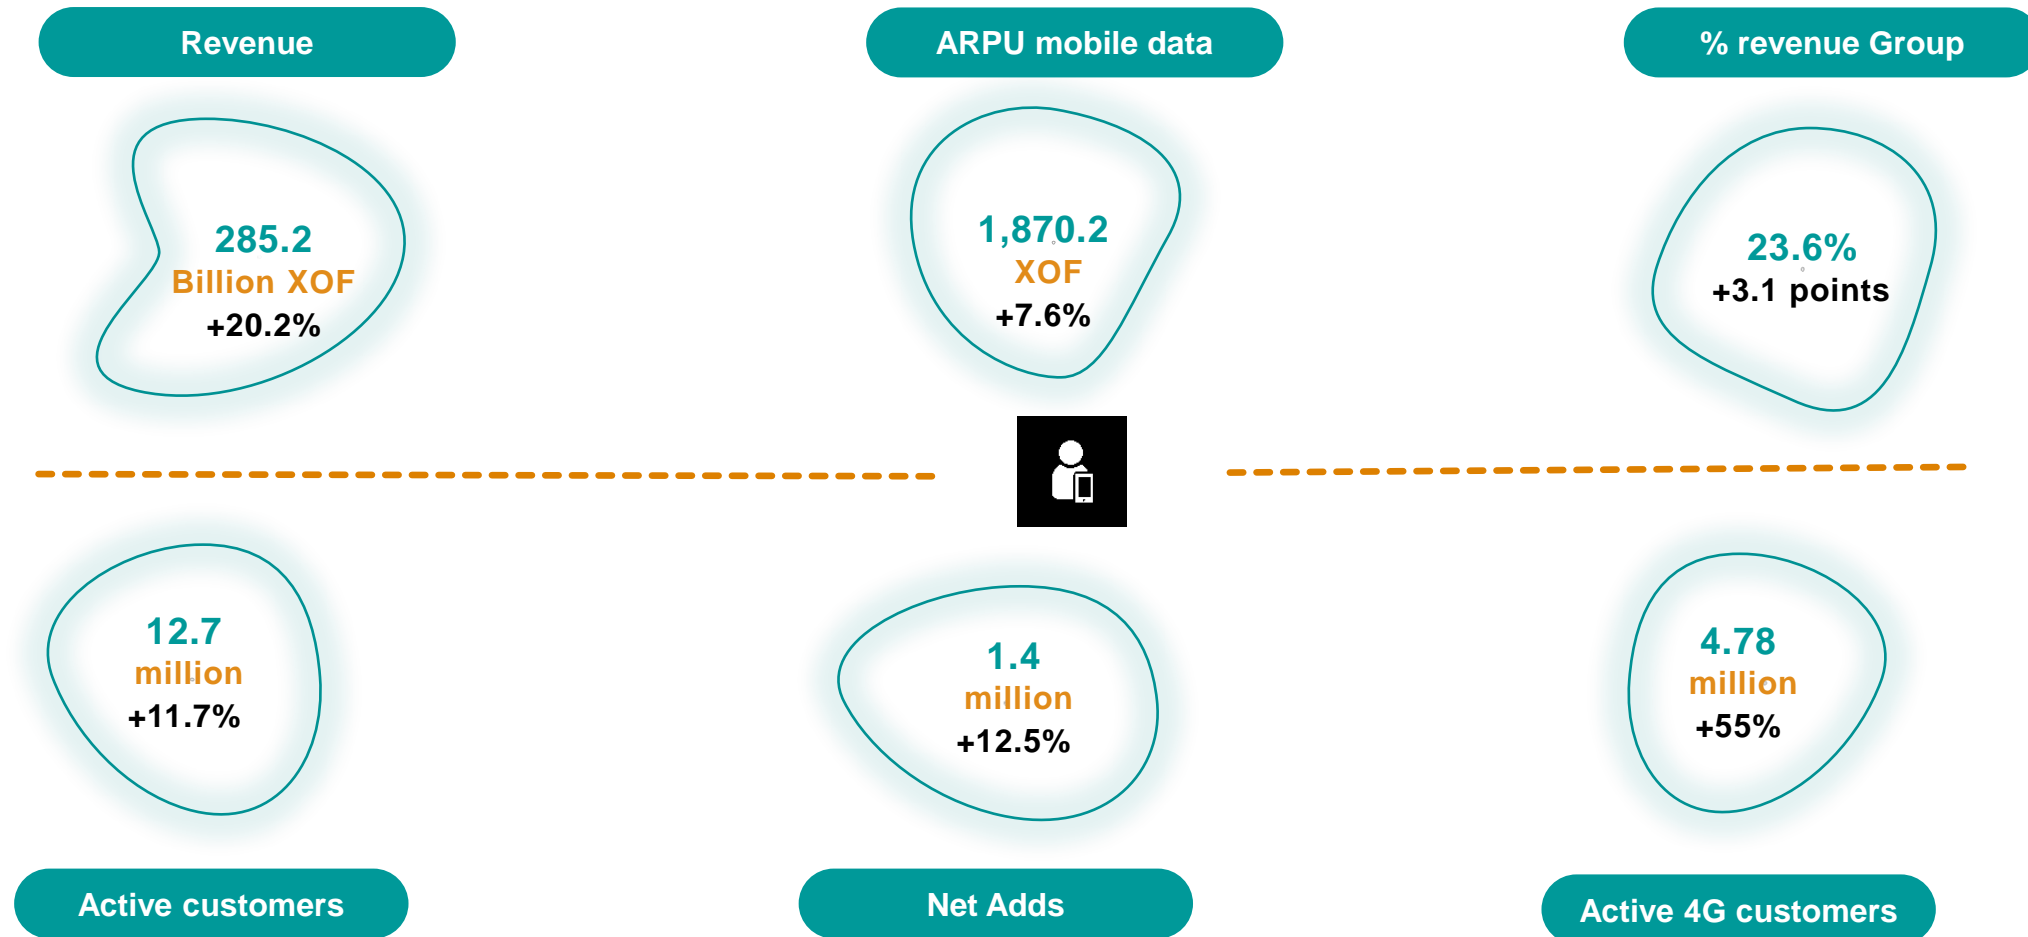 Revenue
ARPU mobile data
% revenue Group
285.2
Billion XOF
+20.2%
1,870.2
XOF
+7.6%
23.6%
+3.1 points
12.7
million
+11.7%
1.4
million
+12.5%
4.78
million
+55%
Active customers
Net Adds
Active 4G customers